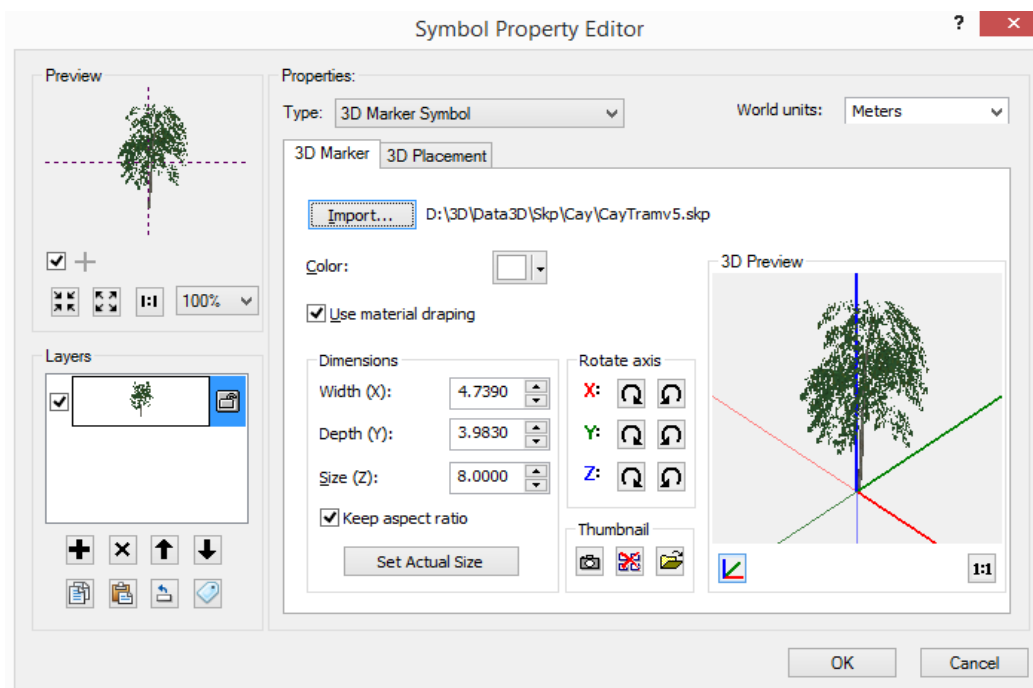 Symbol Property Editor
?
Preview
100%
Layers
Properties:
Type: 3D Marker Symbol
World units: Meters
3D Marker
3D Placement
Import...
D:\3D\Data3D\Skp\Cay\CayTramv5.skp
Color:
Use material draping
Dimensions
Width (X): 4.7390
Depth (Y): 3.9830
Size (Z): 8.0000
Keep aspect ratio
Set Actual Size
Rotate axis
X:
Y:
Z:
Thumbnail
3D Preview
1:1
OK
Cancel